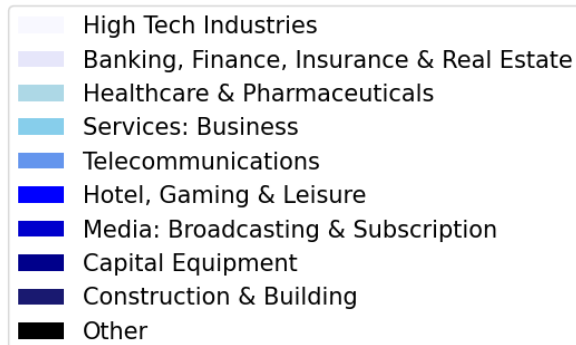 High Tech Industries
Banking, Finance, Insurance & Real Estate
Healthcare & Pharmaceuticals
Services: Business
Telecommunications
Hotel, Gaming & Leisure
Media: Broadcasting & Subscription
Capital Equipment
Construction & Building
Other